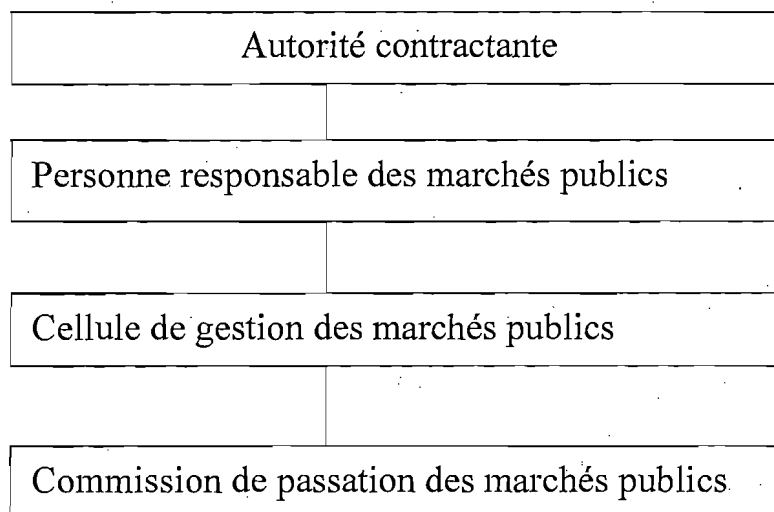 Autorité contractante
Personne responsable des marchés publics
Cellule de gestion des marchés publics
Commission de passation des marchés publics